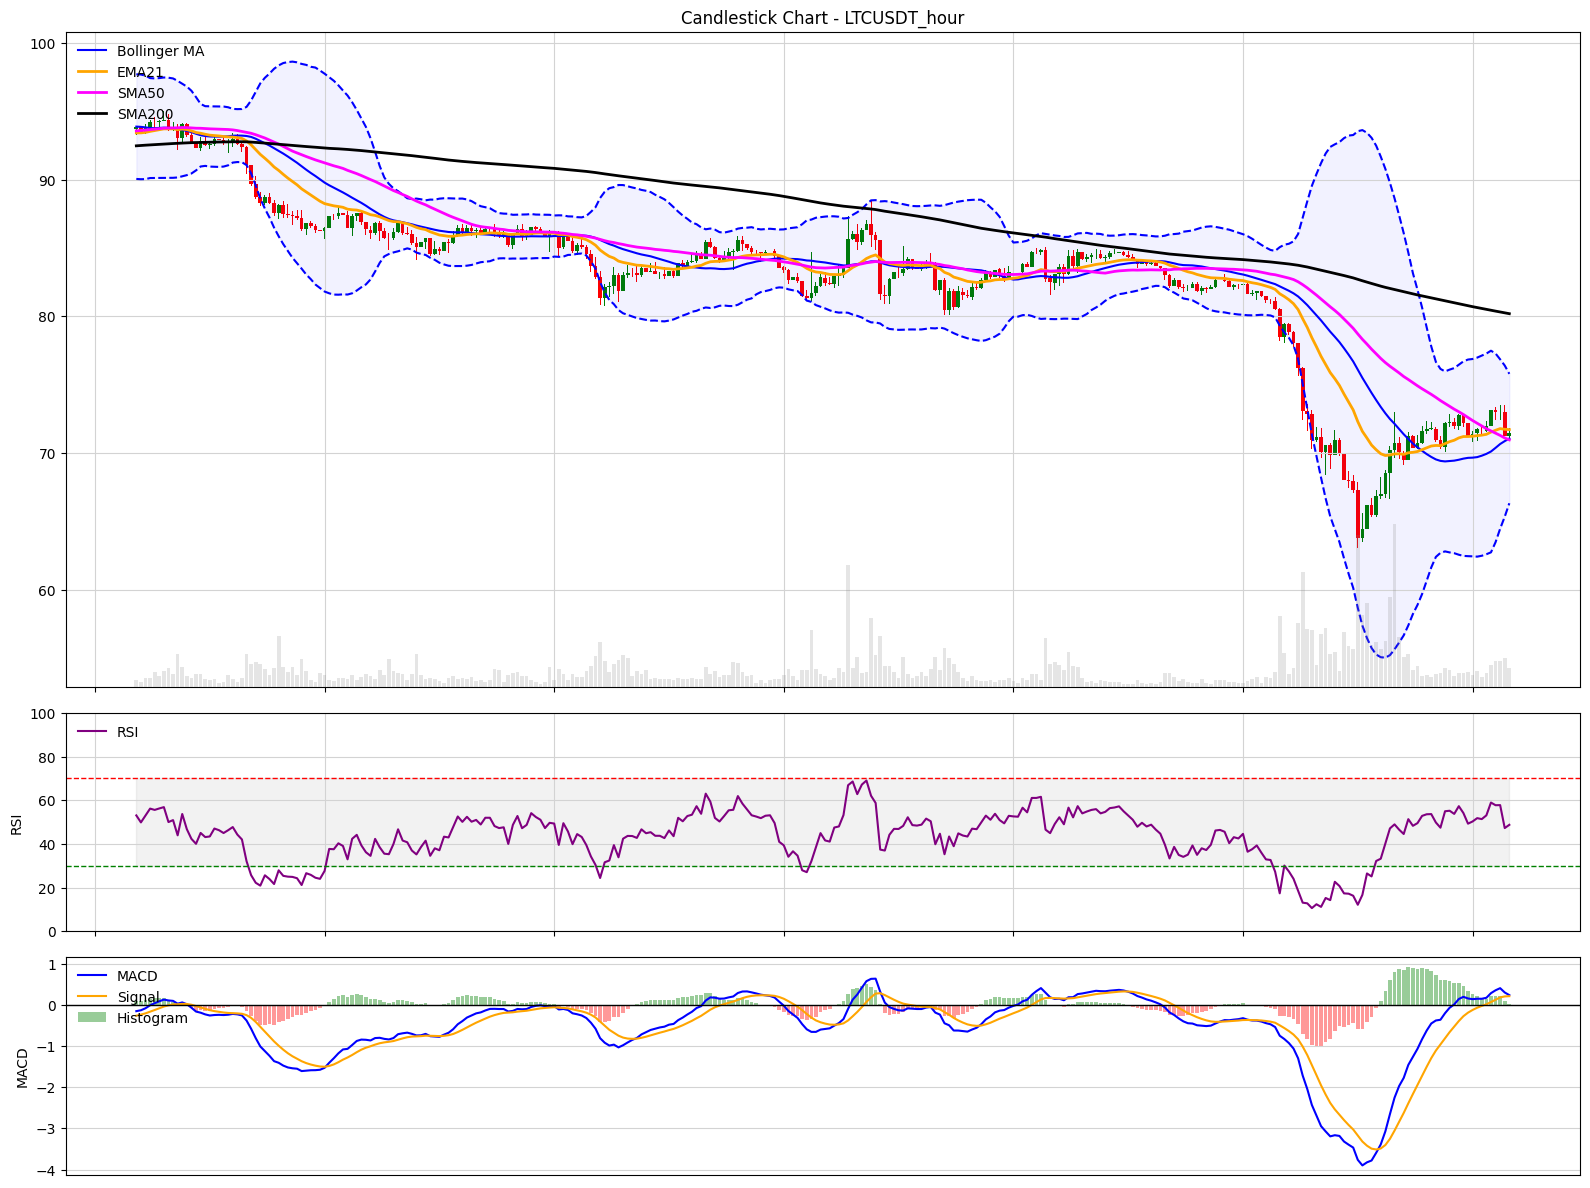 Candlestick Chart - LTCUSDT_hour
100
90
80
70
60
Bollinger MA
EMA21
SMA50
SMA200
100
80
60
40
20
0
RSI
RSI
1
0
−1
−2
−3
−4
MACD
MACD
Signal
Histogram